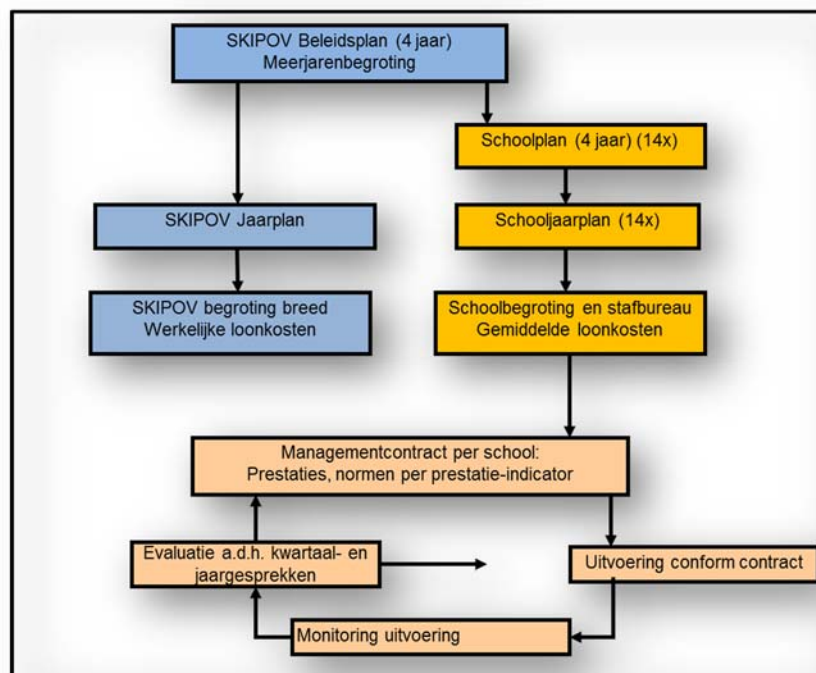 SKIPOV Beleidsplan (4 jaar)
Meerjarenbegroting
Schoolplan (4 jaar) (14x)
SKIPOV Jaarplan
Schooljaarplan (14x)
SKIPOV begroting breed
Werkelijke loonkosten
Schoolbegroting en stafbureau
Gemiddelde loonkosten
Managementcontract per school:
Prestaties, normen per prestatie-indicator
Evaluatie a.d.h. kwartaal- en
jaargesprekken
Uitvoering conform contract
Monitoring uitvoering